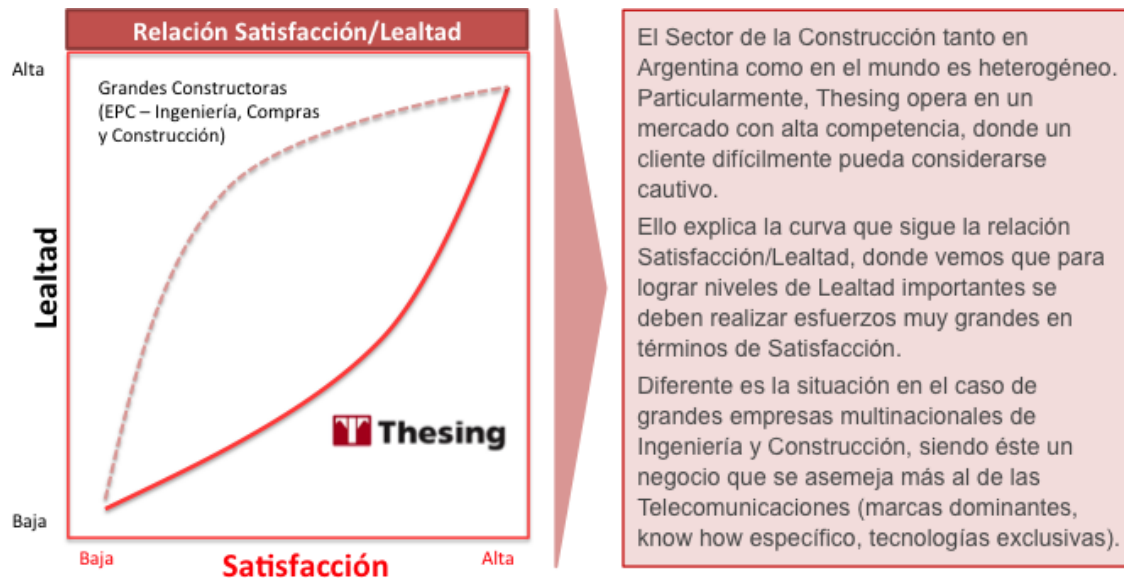 Relación Satisfacción/Lealtad
Alta
Grandes Constructoras
(EPC – Ingeniería, Compras
y Construcción)
Lealtad
Thesing
Baja
Baja
Satisfacción
Alta
El Sector de la Construcción tanto en
Argentina como en el mundo es heterogéneo.
Particularmente, Thesing opera en un
mercado con alta competencia, donde un
cliente difícilmente pueda considerarse
cautivo.
Ello explica la curva que sigue la relación
Satisfacción/Lealtad, donde vemos que para
lograr niveles de Lealtad importantes se
deben realizar esfuerzos muy grandes en
términos de Satisfacción.
Diferente es la situación en el caso de
grandes empresas multinacionales de
Ingeniería y Construcción, siendo éste un
negocio que se asemeja más al de las
Telecomunicaciones (marcas dominantes,
know how específico, tecnologías exclusivas).